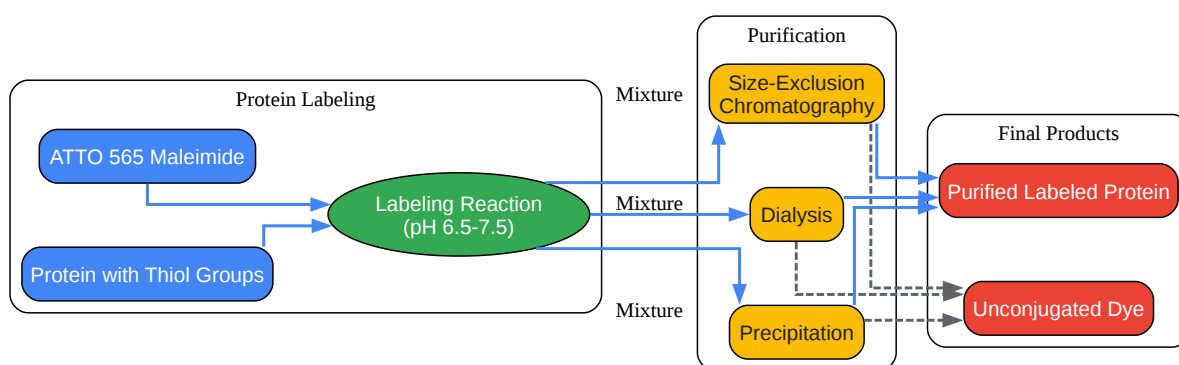 Protein Labeling
ATTO 565 Maleimide
Protein with Thiol Groups
Labeling Reaction
(pH 6.5-7.5)
Mixture
Mixture
Mixture
Purification
Size-Exclusion
Chromatography
Dialysis
Precipitation
Final Products
Purified Labeled Protein
Unconjugated Dye